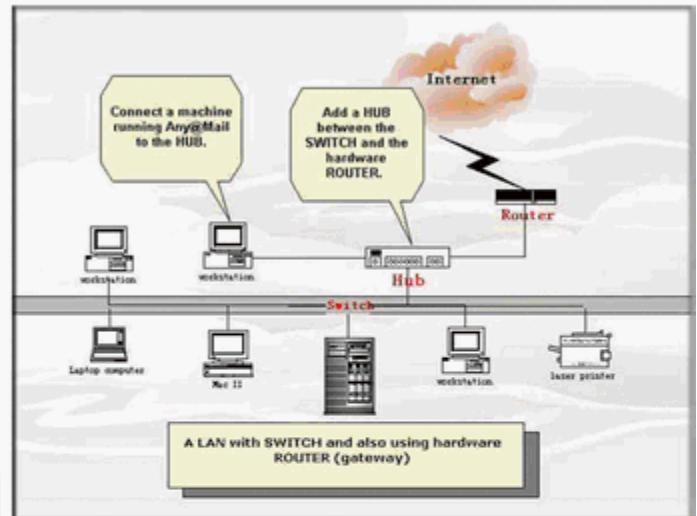 Internet
Connect a machine
running Any@Mail
to the HUB.
Add a HUB
between the
SWITCH and the
hardware
ROUTER.
Router
workstation
workstation
Hub
Switch
Laptop computer
Mac II
workstation
laser printer
A LAN with SWITCH and also using hardware
ROUTER (gateway)